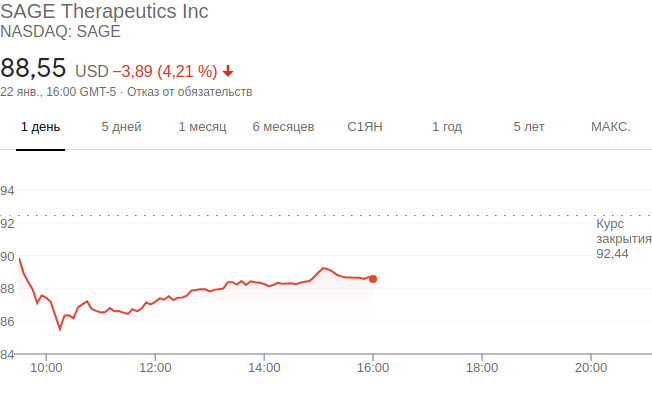 SAGE Therapeutics Inc
NASDAQ: SAGE
88,55 USD −3,89 (4,21 %)
22 янв., 16:00 GMT-5 · Отказ от обязательств
1 день 5 дней 1 месяц 6 месяцев С1ЯН 1 год 5 лет МАКС.
94
92
90
88
86
84
Курс
закрытия
92,44
10:00 12:00 14:00 16:00 18:00 20:00